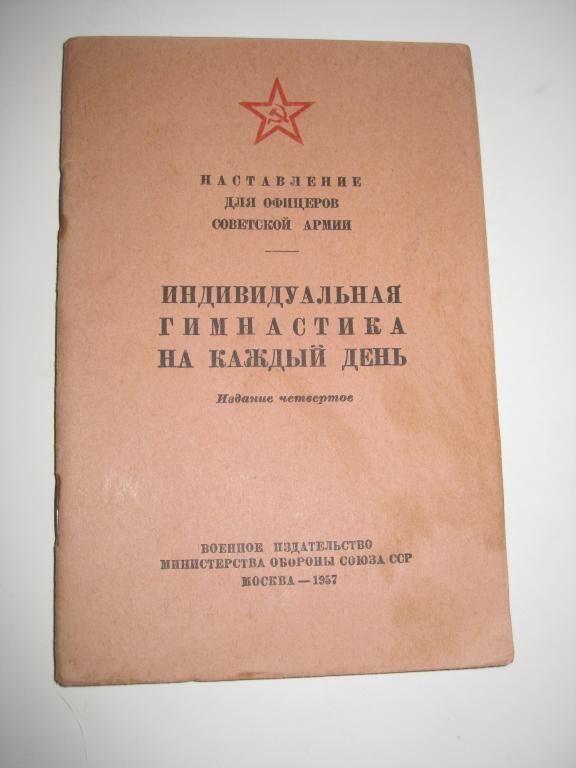 НАСТАВЛЕНИЕ
ДЛЯ ОФИЦЕРОВ
СОВЕТСКОЙ АРМИИ
ИНДИВИДУАЛЬНАЯ
ГИМНАСТИКА
НА КАЖДЫЙ ДЕНЬ
Издание четвертое
ВОЕННОЕ ИЗДАТЕЛЬСТВО
МИНИСТЕРСТВА ОБОРОНЫ СОЮЗА ССР
МОСКВА — 1957